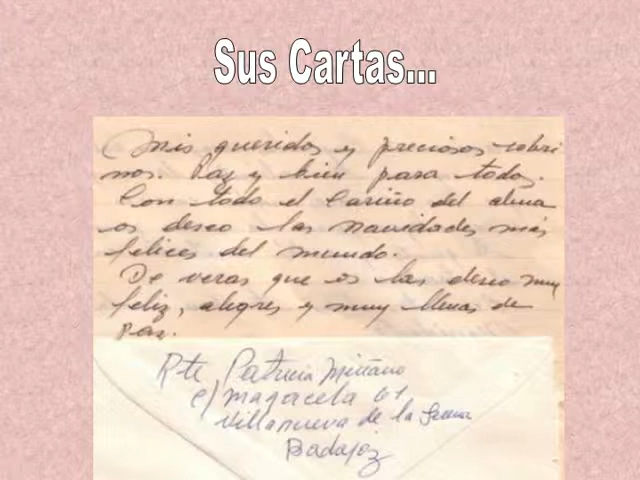 Sus Cartas...
Mis queridos y preciosos sobri
nos. Paz y bien para todos.
Con todo el Cariño del alma
os deseo las navidades más
felices del mundo.
De veras que os las deseo muy
feliz, alegres y muy llenas de
paz.
Rte Patricia Miñano
c/ magacela 61
Villanueva de la Serena
Badajoz